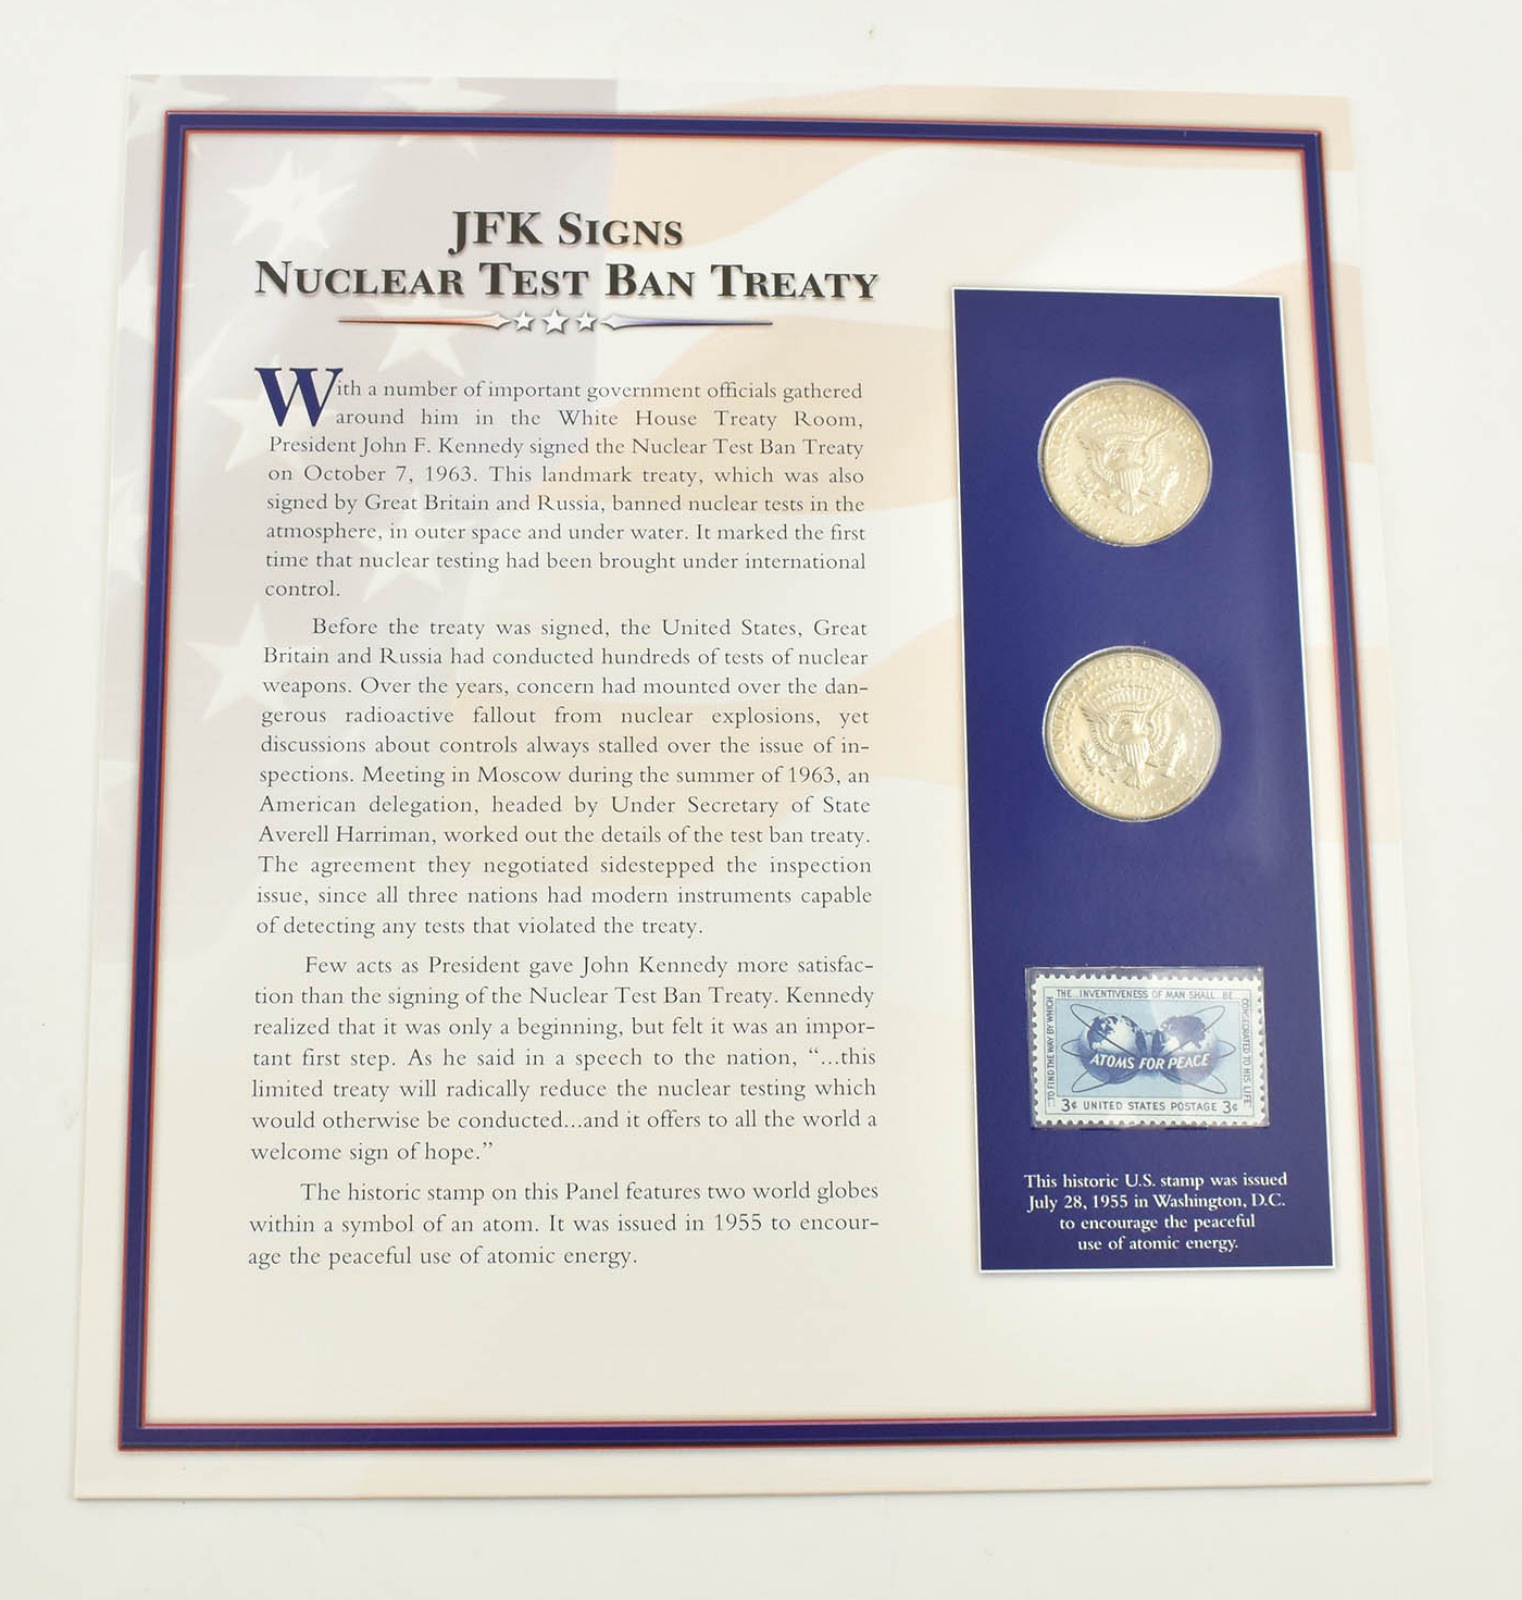 JFK SIGNS
NUCLEAR TEST BAN TREATY
With a number of important government officials gathered
around him in the White House Treaty Room,
President John F. Kennedy signed the Nuclear Test Ban Treaty
on October 7, 1963. This landmark treaty, which was also
signed by Great Britain and Russia, banned nuclear tests in the
atmosphere, in outer space and under water. It marked the first
time that nuclear testing had been brought under international
control.
Before the treaty was signed, the United States, Great
Britain and Russia had conducted hundreds of tests of nuclear
weapons. Over the years, concern had mounted over the dan-
gerous radioactive fallout from nuclear explosions, yet
discussions about controls always stalled over the issue of in-
spections. Meeting in Moscow during the summer of 1963, an
American delegation, headed by Under Secretary of State
Averell Harriman, worked out the details of the test ban treaty.
The agreement they negotiated sidestepped the inspection
issue, since all three nations had modern instruments capable
of detecting any tests that violated the treaty.
Few acts as President gave John Kennedy more satisfac-
tion than the signing of the Nuclear Test Ban Treaty. Kennedy
realized that it was only a beginning, but felt it was an impor-
tant first step. As he said in a speech to the nation, “...this
limited treaty will radically reduce the nuclear testing which
would otherwise be conducted...and it offers to all the world a
welcome sign of hope.”
The historic stamp on this Panel features two world globes
within a symbol of an atom. It was issued in 1955 to encour-
age the peaceful use of atomic energy.
UNITED STATES OF AMERICA
HALF DOLLAR
UNITED STATES OF AMERICA
HALF DOLLAR
...TO FIND THE WAY BY WHICH
THE INVENTIVENESS OF MAN SHALL BE
CONSECRATED TO HIS LIFE...
ATOMS FOR PEACE
3¢ UNITED STATES POSTAGE 3¢
This historic U.S. stamp was issued
July 28, 1955 in Washington, D.C.
to encourage the peaceful
use of atomic energy.